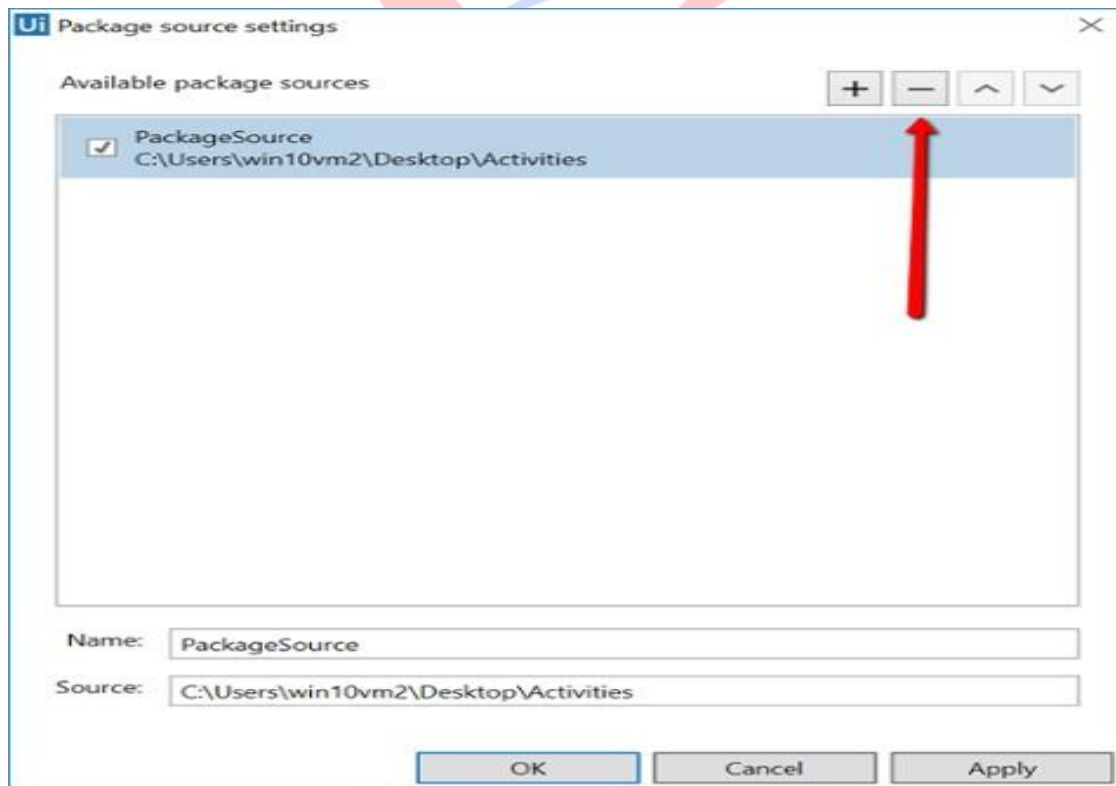 Ui Package source settings
Available package sources
PackageSource
C:\Users\win10vm2\Desktop\Activities
Name: PackageSource
Source: C:\Users\win10vm2\Desktop\Activities
OK Cancel Apply